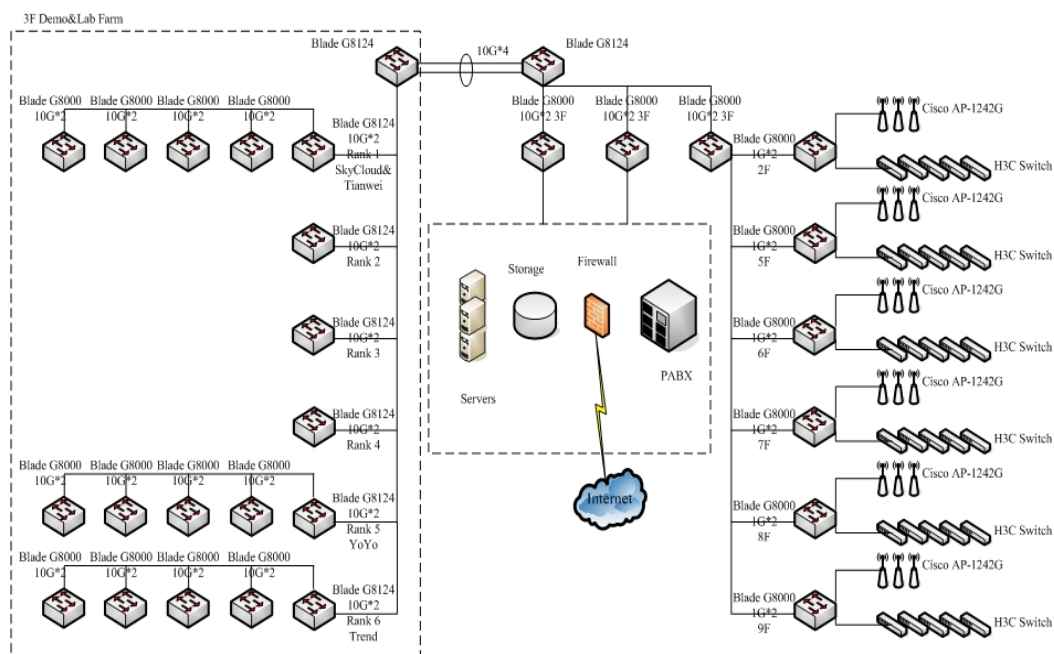 3F Demo&Lab Farm
Blade G8124
10G*4
Blade G8124
Blade G8000
10G*2
Blade G8000
10G*2
Blade G8000
10G*2
Blade G8000
10G*2
Blade G8124
10G*2
Rank 1
SkyCloud&
Tianwei
Blade G8124
10G*2
Rank 2
Blade G8124
10G*2
Rank 3
Blade G8124
10G*2
Rank 4
Blade G8000
10G*2
Blade G8000
10G*2
Blade G8000
10G*2
Blade G8000
10G*2
Blade G8124
10G*2
Rank 5
YoYo
Blade G8000
10G*2
Blade G8000
10G*2
Blade G8000
10G*2
Blade G8000
10G*2
Blade G8124
10G*2
Rank 6
Trend
Blade G8000
10G*2 3F
Blade G8000
10G*2 3F
Blade G8000
10G*2 3F
Servers
Storage
Firewall
PABX
Internet
Blade G8000
1G*2
2F
Cisco AP-1242G
H3C Switch
Blade G8000
1G*2
5F
Cisco AP-1242G
H3C Switch
Blade G8000
1G*2
6F
Cisco AP-1242G
H3C Switch
Blade G8000
1G*2
7F
Cisco AP-1242G
H3C Switch
Blade G8000
1G*2
8F
Cisco AP-1242G
H3C Switch
Blade G8000
1G*2
9F
Cisco AP-1242G
H3C Switch